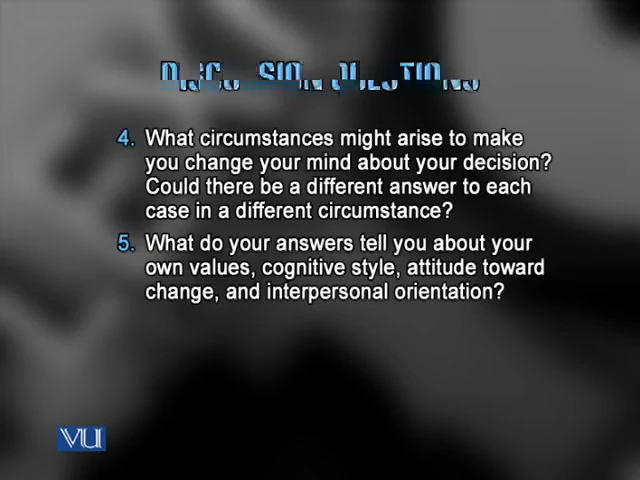 DISCUSSION QUESTIONS
4. What circumstances might arise to make
you change your mind about your decision?
Could there be a different answer to each
case in a different circumstance?
5. What do your answers tell you about your
own values, cognitive style, attitude toward
change, and interpersonal orientation?
VU